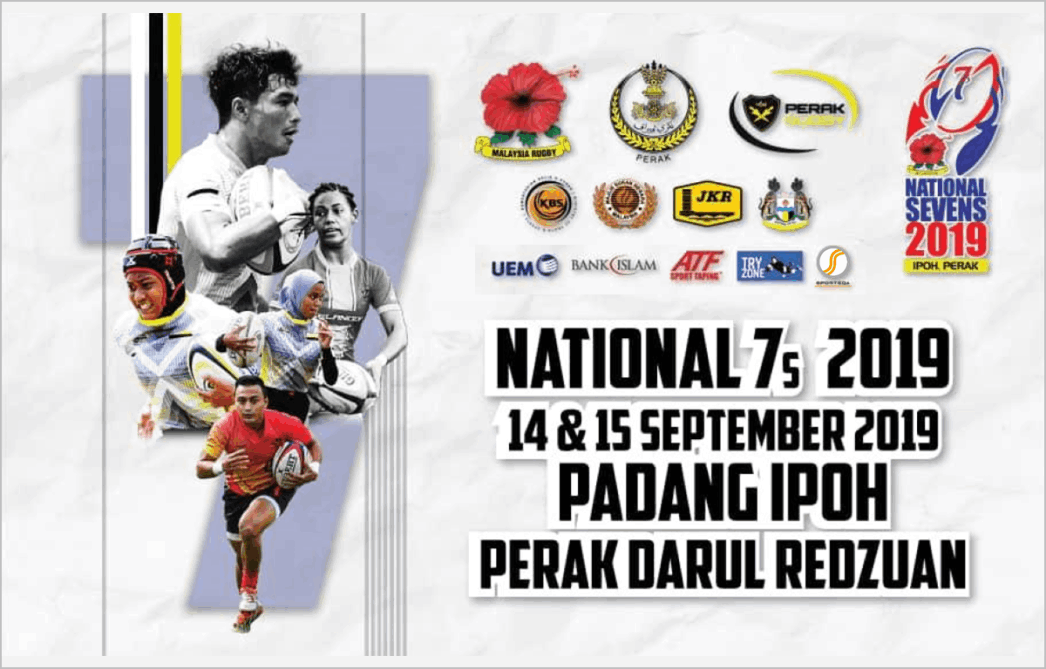 MALAYSIA RUGBY
PERAK
PERAK
RUGBY
7s
NATIONAL
SEVENS
2019
IPOH, PERAK
KBS
JKR
UEM
BANK ISLAM
ATF
SPORT TAPING
TRY
ZONE
NATIONAL 7s 2019
14 & 15 SEPTEMBER 2019
PADANG IPOH
PERAK DARUL REDZUAN